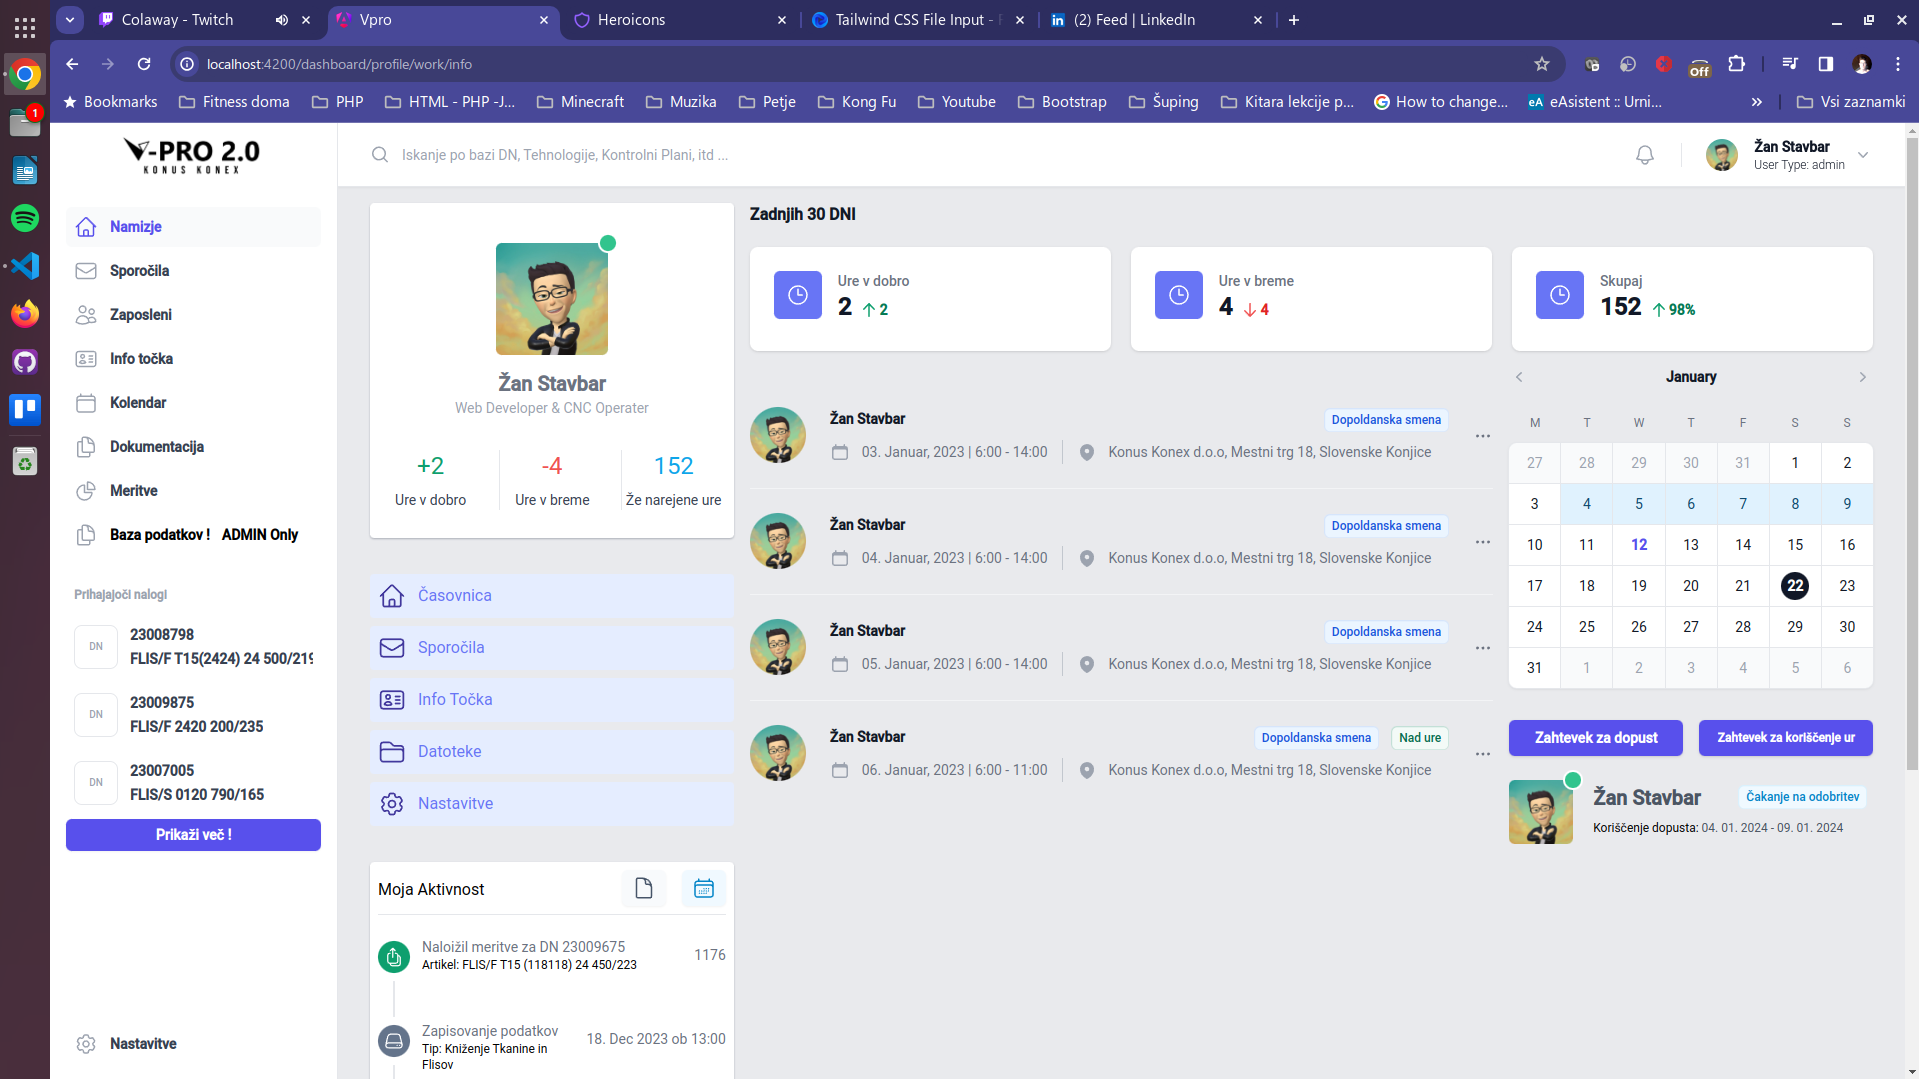 Colaway - Twitch
Vpro
Heroicons
Tailwind CSS File Input -
(2) Feed | LinkedIn
localhost:4200/dashboard/profile/work/info
Off
Bookmarks
Fitness doma
PHP
HTML - PHP -J...
Minecraft
Muzika
Petje
Kong Fu
Youtube
Bootstrap
Šuping
Kitara lekcije p...
How to change...
eA
eAsistent :: Urni...
Vsi zaznamki
1
V-PRO 2.0
KONUS KONEX
Iskanje po bazi DN, Tehnologije, Kontrolni Plani, itd ...
Žan Stavbar
User Type: admin
Namizje
Sporočila
Zaposleni
Info točka
Kolendar
Dokumentacija
Meritve
Baza podatkov ! ADMIN Only
Prihajajoči nalogi
DN
23008798
FLIS/F T15(2424) 24 500/219
DN
23009875
FLIS/F 2420 200/235
DN
23007005
FLIS/S 0120 790/165
Prikaži več !
Nastavitve
Žan Stavbar
Web Developer & CNC Operater
+2
Ure v dobro
-4
Ure v breme
152
Že narejene ure
Časovnica
Sporočila
Info Točka
Datoteke
Nastavitve
Moja Aktivnost
Naloižil meritve za DN 23009675
Artikel: FLIS/F T15 (118118) 24 450/223
1176
Zapisovanje podatkov
Tip: Kniženje Tkanine in
Flisov
18. Dec 2023 ob 13:00
Zadnjih 30 DNI
Ure v dobro
2 2
Ure v breme
4 4
Skupaj
152 98%
Žan Stavbar
Dopoldanska smena
03. Januar, 2023 | 6:00 - 14:00
Konus Konex d.o.o, Mestni trg 18, Slovenske Konjice
Žan Stavbar
Dopoldanska smena
04. Januar, 2023 | 6:00 - 14:00
Konus Konex d.o.o, Mestni trg 18, Slovenske Konjice
Žan Stavbar
Dopoldanska smena
05. Januar, 2023 | 6:00 - 14:00
Konus Konex d.o.o, Mestni trg 18, Slovenske Konjice
Žan Stavbar
Dopoldanska smena
Nad ure
06. Januar, 2023 | 6:00 - 11:00
Konus Konex d.o.o, Mestni trg 18, Slovenske Konjice
January
M T W T F S S
27 28 29 30 31 1 2
3 4 5 6 7 8 9
10 11 12 13 14 15 16
17 18 19 20 21 22 23
24 25 26 27 28 29 30
31 1 2 3 4 5 6
Zahtevek za dopust
Zahtevek za koriščenje ur
Žan Stavbar
Čakanje na odobritev
Koriščenje dopusta: 04. 01. 2024 - 09. 01. 2024